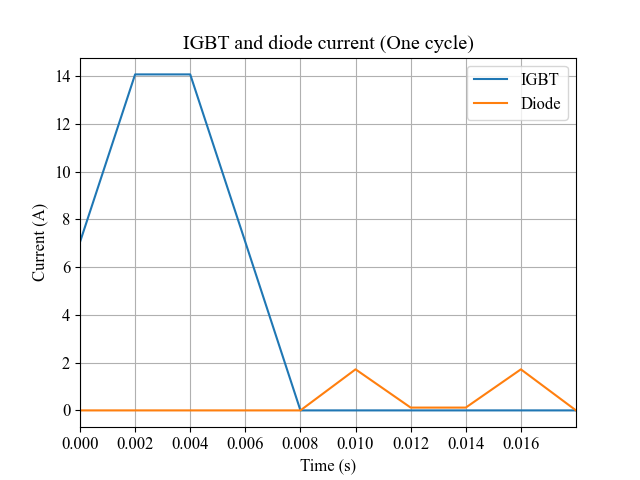 IGBT and diode current (One cycle)
IGBT
Diode
Current (A)
14
12
10
8
6
4
2
0
0.000 0.002 0.004 0.006 0.008 0.010 0.012 0.014 0.016
Time (s)